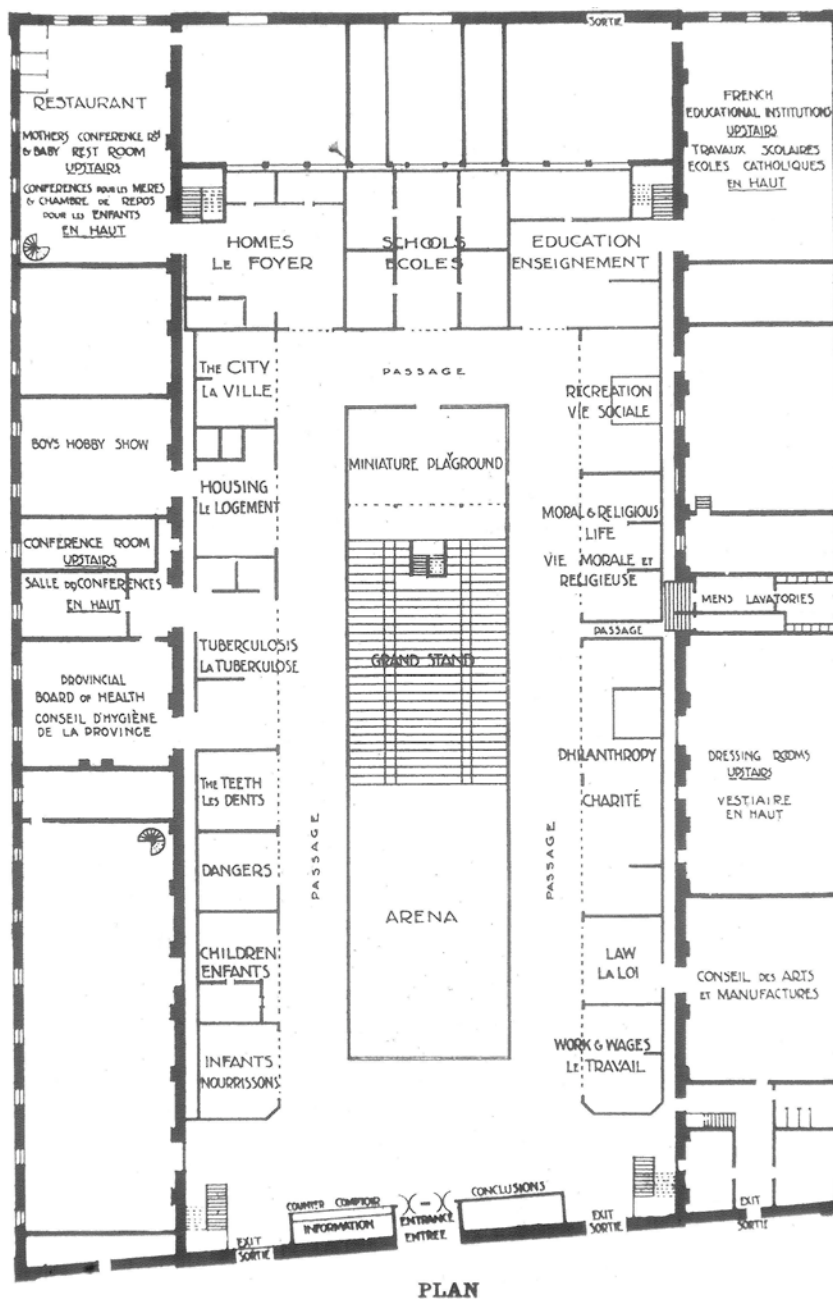 SORTIE
RESTAURANT
MOTHERS CONFERENCE RM
& BABY REST ROOM
UPSTAIRS
CONFERENCES POUR LES MERES
& CHAMBRE DE REPOS
POUR LES ENFANTS
EN HAUT
FRENCH
EDUCATIONAL INSTITUTIONS
UPSTAIRS
TRAVAUX SCOLAIRES
ECOLES CATHOLIQUES
EN HAUT
HOMES
LE FOYER
SCHOOLS
ECOLES
EDUCATION
ENSEIGNEMENT
THE CITY
LA VILLE
PASSAGE
RECREATION
VIE SOCIALE
BOYS HOBBY SHOW
HOUSING
LE LOGEMENT
MINIATURE PLAYGROUND
MORAL & RELIGIOUS
LIFE
VIE MORALE ET
RELIGIEUSE
CONFERENCE ROOM
UPSTAIRS
SALLE DE CONFERENCES
EN HAUT
MENS LAVATORIES
PASSAGE
TUBERCULOSIS
LA TUBERCULOSE
GRAND STAND
PROVINCIAL
BOARD OF HEALTH
CONSEIL D'HYGIÈNE
DE LA PROVINCE
PHILANTHROPY
CHARITÉ
DRESSING ROOMS
UPSTAIRS
VESTIAIRE
EN HAUT
THE TEETH
LES DENTS
PASSAGE
PASSAGE
DANGERS
ARENA
CHILDREN
ENFANTS
LAW
LA LOI
CONSEIL DES ARTS
ET MANUFACTURES
INFANTS
NOURRISSONS
WORK & WAGES
LE TRAVAIL
COUNTER COMPTOIR
INFORMATION
ENTRANCE
ENTREE
CONCLUSIONS
EXIT
SORTIE
EXIT
SORTIE
EXIT
SORTIE
PLAN